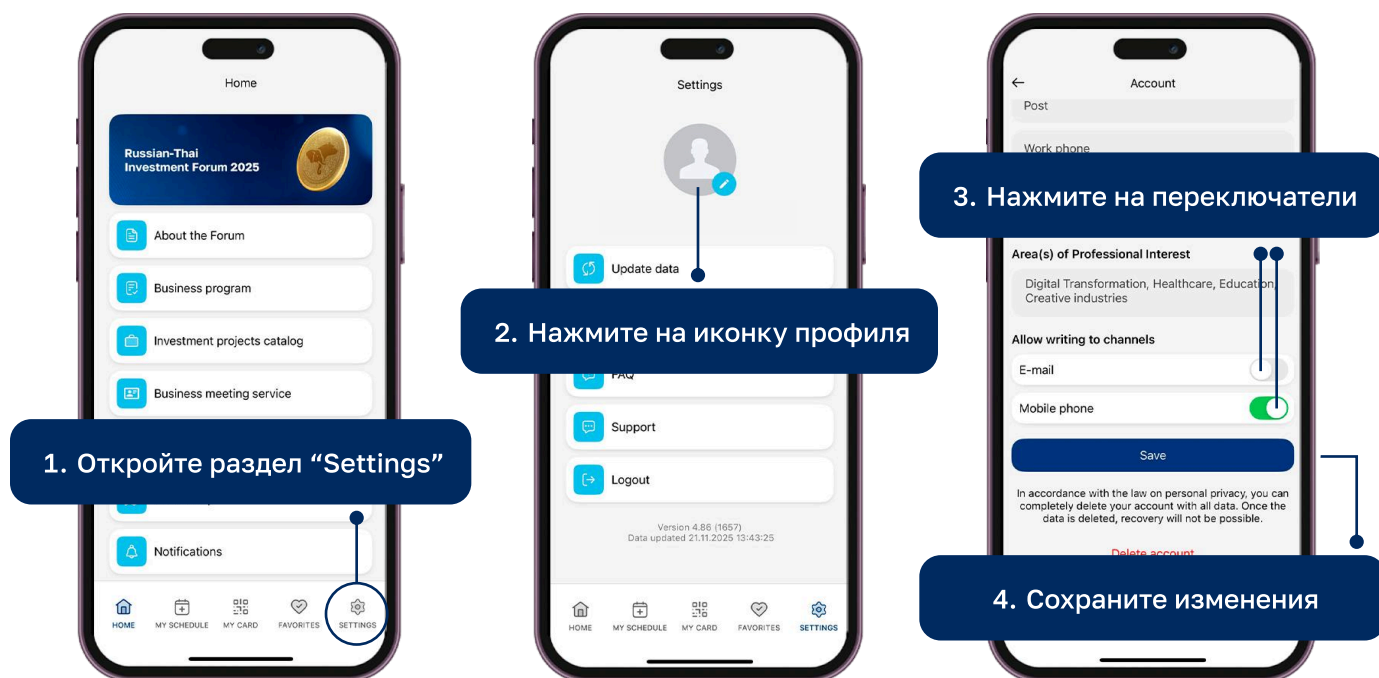 Home
Russian-Thai
Investment Forum 2025
About the Forum
Business program
Investment projects catalog
Business meeting service
1. Откройте раздел “Settings”
Notifications
HOME
MY SCHEDULE
MY CARD
FAVORITES
SETTINGS
Settings
Update data
2. Нажмите на иконку профиля
FAQ
Support
Logout
Version 4.86 (1657)
Data updated 21.11.2025 13:43:25
HOME
MY SCHEDULE
MY CARD
FAVORITES
SETTINGS
Account
Post
Work phone
3. Нажмите на переключатели
Area(s) of Professional Interest
Digital Transformation, Healthcare, Education,
Creative industries
Allow writing to channels
E-mail
Mobile phone
Save
In accordance with the law on personal privacy, you can
completely delete your account with all data. Once the
data is deleted, recovery will not be possible.
Delete account
4. Сохраните изменения